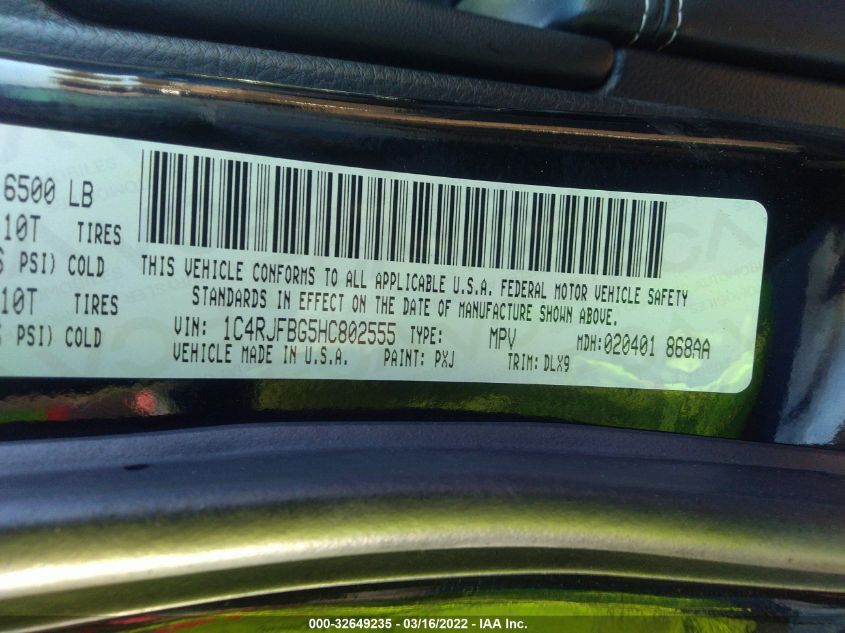 6500 LB
10T TIRES
PSI) COLD
10T TIRES
PSI) COLD
THIS VEHICLE CONFORMS TO ALL APPLICABLE U.S.A. FEDERAL MOTOR VEHICLE SAFETY
STANDARDS IN EFFECT ON THE DATE OF MANUFACTURE SHOWN ABOVE.
VIN: 1C4RJFBG5HC802555 TYPE: MPV MDH:020401 868AA
VEHICLE MADE IN U.S.A. PAINT: PXJ TRIM: DLX9
000-32649235 - 03/16/2022 - IAA Inc.